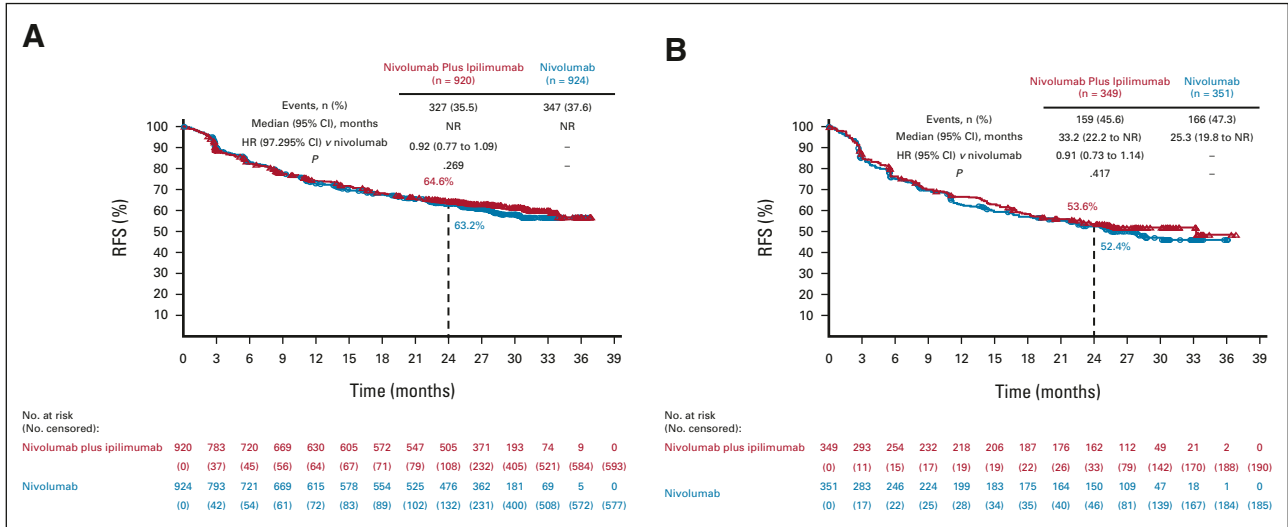 A
Nivolumab Plus Ipilimumab Nivolumab
(n = 920) (n = 924)
Events, n (%) 327 (35.5) 347 (37.6)
Median (95% CI), months NR NR
HR (97.295% CI) v nivolumab 0.92 (0.77 to 1.09) –
P .269 –
100
90
80
70
60
50
40
30
20
10
RFS (%)
64.6%
63.2%
0 3 6 9 12 15 18 21 24 27 30 33 36 39
Time (months)
No. at risk
(No. censored):
Nivolumab plus ipilimumab 920 783 720 669 630 605 572 547 505 371 193 74 9 0
(0) (37) (45) (56) (64) (67) (71) (79) (108) (232) (405) (521) (584) (593)
Nivolumab 924 793 721 669 615 578 554 525 476 362 181 69 5 0
(0) (42) (54) (61) (72) (83) (89) (102) (132) (231) (400) (508) (572) (577)
B
Nivolumab Plus Ipilimumab Nivolumab
(n = 349) (n = 351)
Events, n (%) 159 (45.6) 166 (47.3)
Median (95% CI), months 33.2 (22.2 to NR) 25.3 (19.8 to NR)
HR (95% CI) v nivolumab 0.91 (0.73 to 1.14) –
P .417 –
100
90
80
70
60
50
40
30
20
10
RFS (%)
53.6%
52.4%
0 3 6 9 12 15 18 21 24 27 30 33 36 39
Time (months)
No. at risk
(No. censored):
Nivolumab plus ipilimumab 349 293 254 232 218 206 187 176 162 112 49 21 2 0
(0) (11) (15) (17) (19) (19) (22) (26) (33) (79) (142) (170) (188) (190)
Nivolumab 351 283 246 224 199 183 175 164 150 109 47 18 1 0
(0) (17) (22) (25) (28) (34) (35) (40) (46) (81) (139) (167) (184) (185)